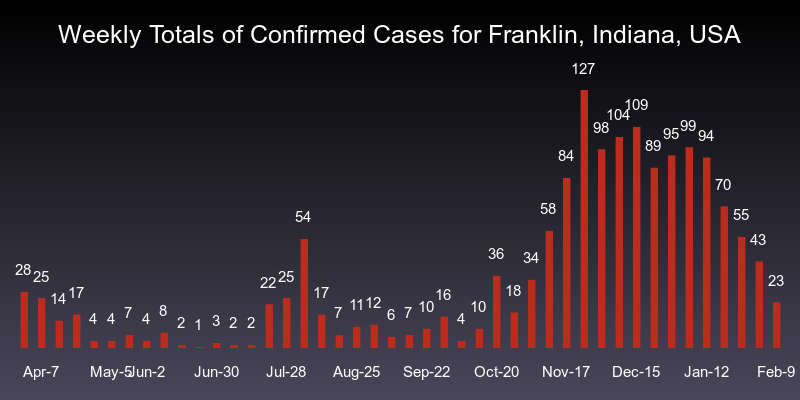 Weekly Totals of Confirmed Cases for Franklin, Indiana, USA
28 25 14 17 4 4 7 4 8 2 1 3 2 2 22 25 54 17 7 11 12 6 7 10 16 4 10 36 18 34 58 84 127 98 104 109 89 95 99 94 70 55 43 23
Apr-7 May-5 Jun-2 Jun-30 Jul-28 Aug-25 Sep-22 Oct-20 Nov-17 Dec-15 Jan-12 Feb-9